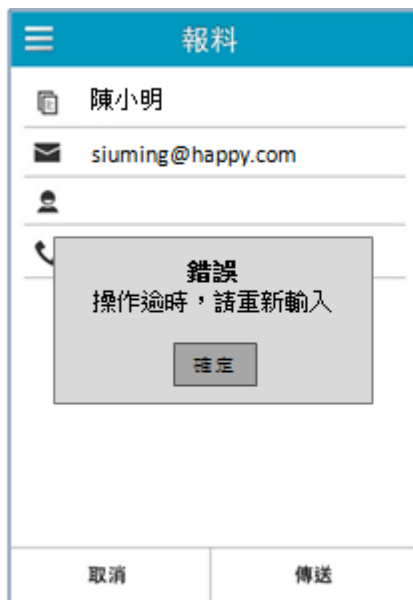 報料
陳小明
siuming@happy.com
錯誤
操作逾時,請重新輸入
確定
取消
傳送